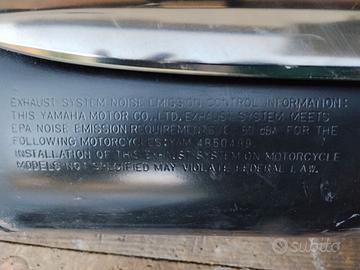 EXHAUST SYSTEM NOISE EMISSION CONTROL INFORMATION:
THIS YAMAHA MOTOR CO., LTD. EXHAUST SYSTEM MEETS
EPA NOISE EMISSION REQUIREMENTS dBA FOR THE
FOLLOWING MOTORCYCLES: YAM
INSTALLATION OF THIS EXHAUST SYSTEM ON MOTORCYCLE
MODELS NOT SPECIFIED MAY VIOLATE FEDERAL LAW.
subito